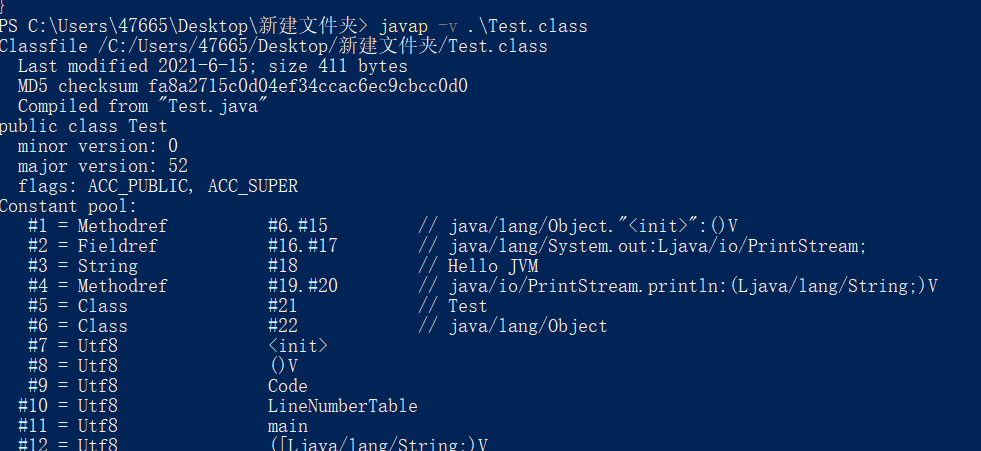 }
PS C:\Users\47665\Desktop\新建文件夹> javap -v .\Test.class
Classfile /C:/Users/47665/Desktop/新建文件夹/Test.class
  Last modified 2021-6-15; size 411 bytes
  MD5 checksum fa8a2715c0d04ef34ccac6ec9cbcc0d0
  Compiled from "Test.java"
public class Test
  minor version: 0
  major version: 52
  flags: ACC_PUBLIC, ACC_SUPER
Constant pool:
   #1 = Methodref          #6.#15         // java/lang/Object."<init>":()V
   #2 = Fieldref           #16.#17        // java/lang/System.out:Ljava/io/PrintStream;
   #3 = String             #18            // Hello JVM
   #4 = Methodref          #19.#20        // java/io/PrintStream.println:(Ljava/lang/String;)V
   #5 = Class              #21            // Test
   #6 = Class              #22            // java/lang/Object
   #7 = Utf8               <init>
   #8 = Utf8               ()V
   #9 = Utf8               Code
  #10 = Utf8               LineNumberTable
  #11 = Utf8               main
  #12 = Utf8               ([Ljava/lang/String;)V